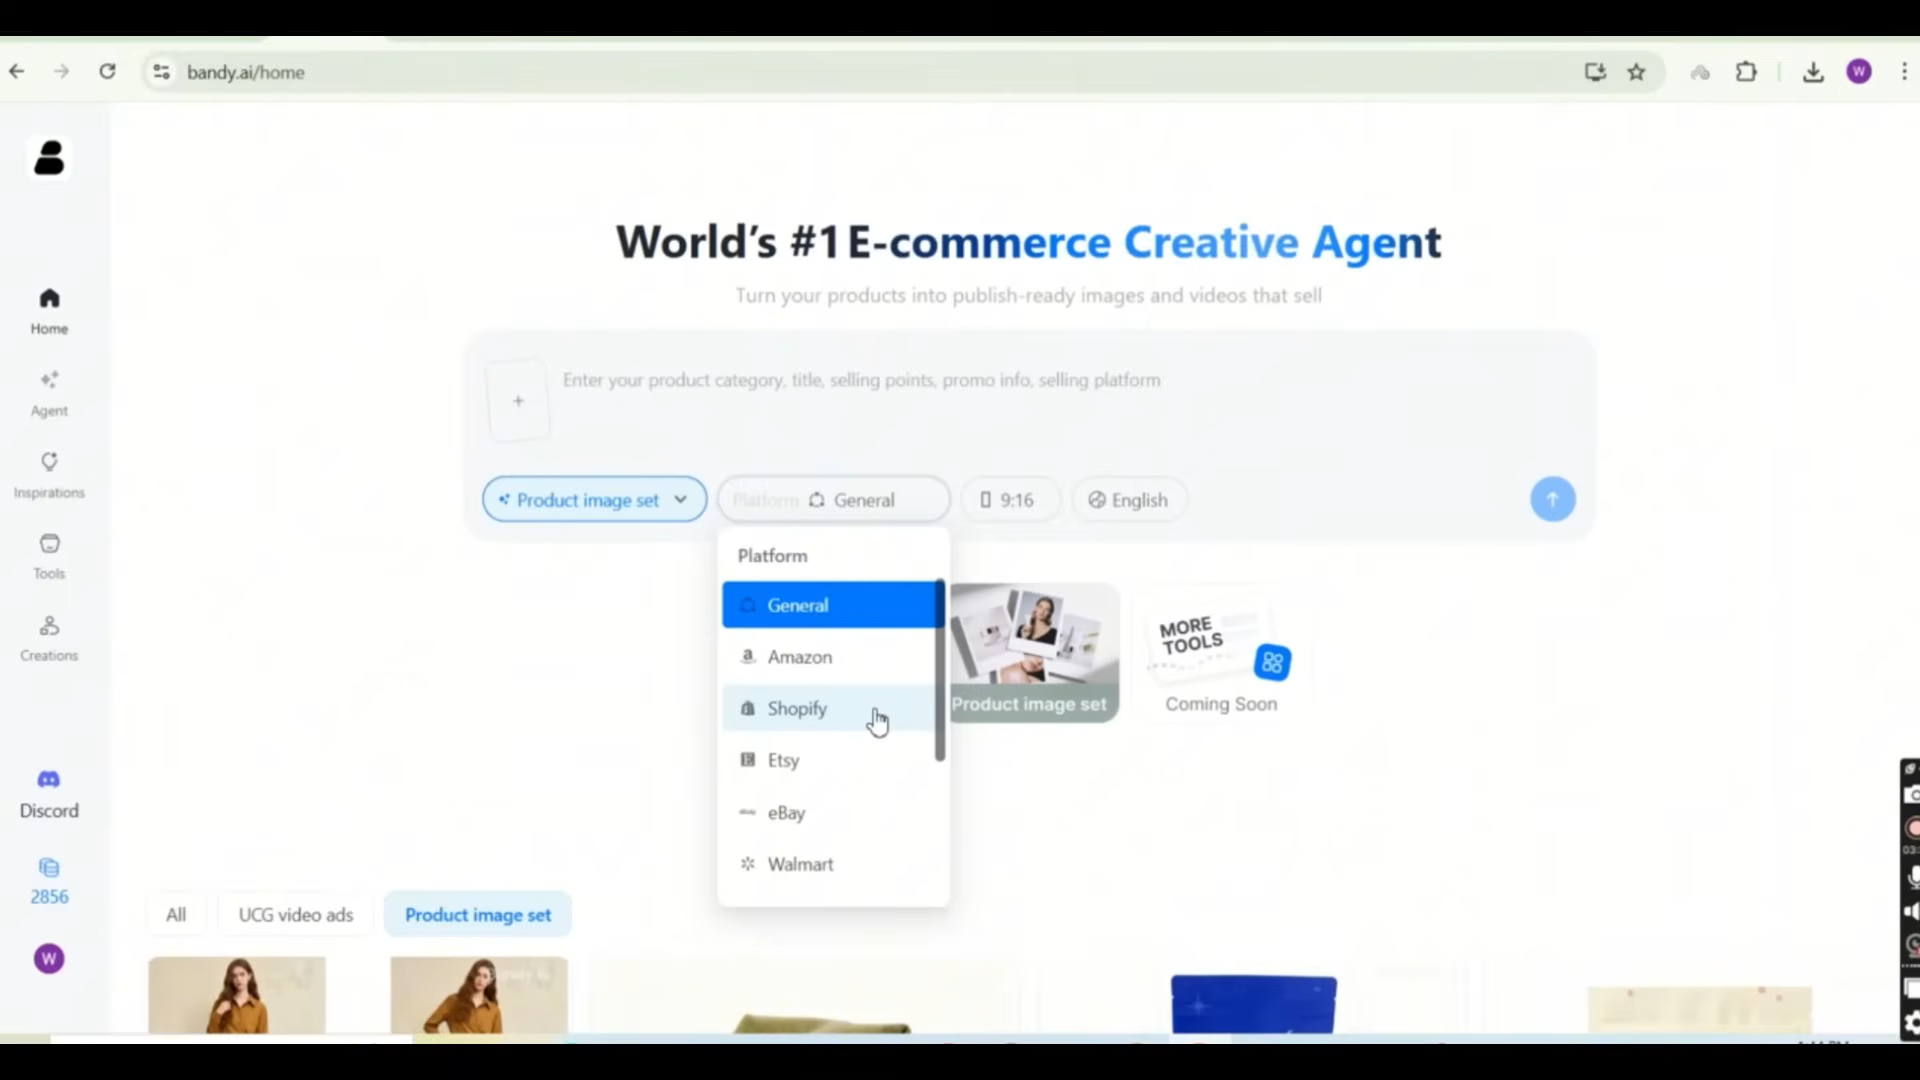 bandy.ai/home
W
World's #1 E-commerce Creative Agent
Turn your products into publish-ready images and videos that sell
Home
Agent
Inspirations
Tools
Creations
Discord
2856
W
+
Enter your product category, title, selling points, promo info, selling platform
Product image set
Platform General
9:16
English
Platform
General
Amazon
Shopify
Etsy
eBay
Walmart
Product image set
MORE
TOOLS
Coming Soon
All
UCG video ads
Product image set